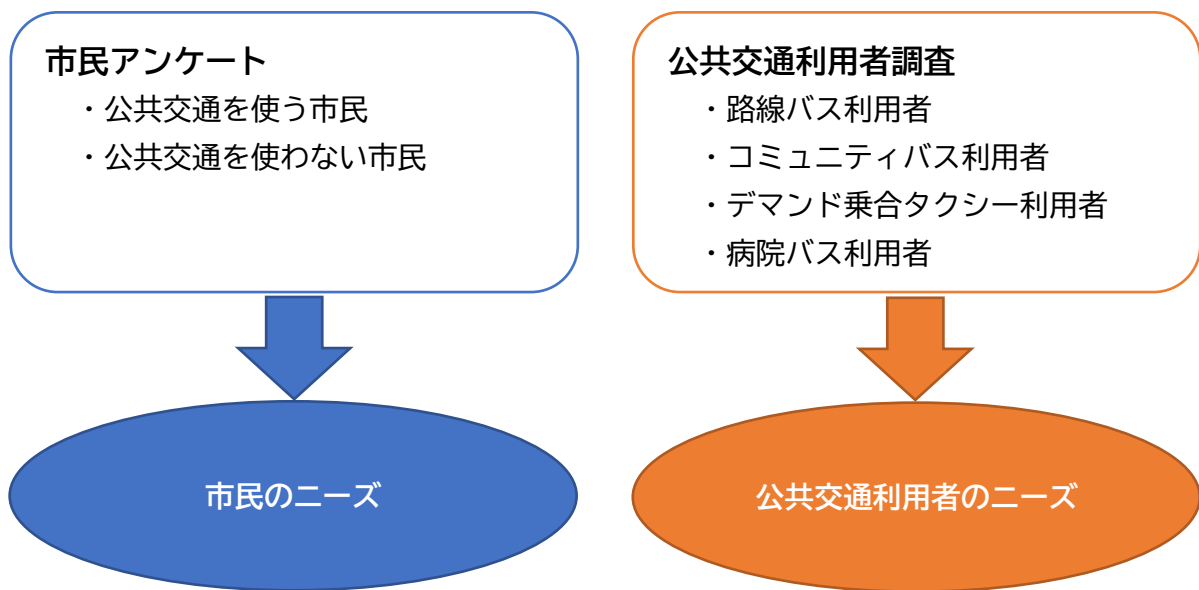 市民アンケート
・公共交通を使う市民
・公共交通を使わない市民
市民のニーズ
公共交通利用者調査
・路線バス利用者
・コミュニティバス利用者
・デマンド乗合タクシー利用者
・病院バス利用者
公共交通利用者のニーズ